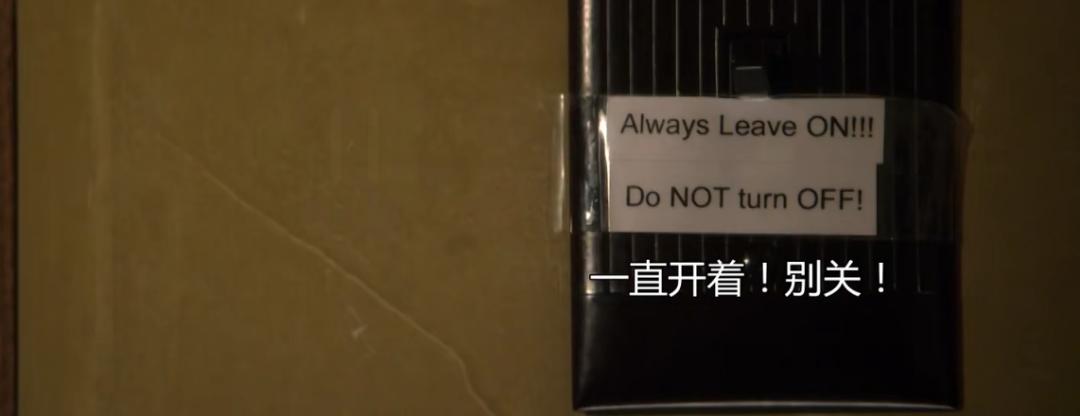 Always Leave ON!!!
Do NOT turn OFF!
一直开着！别关！